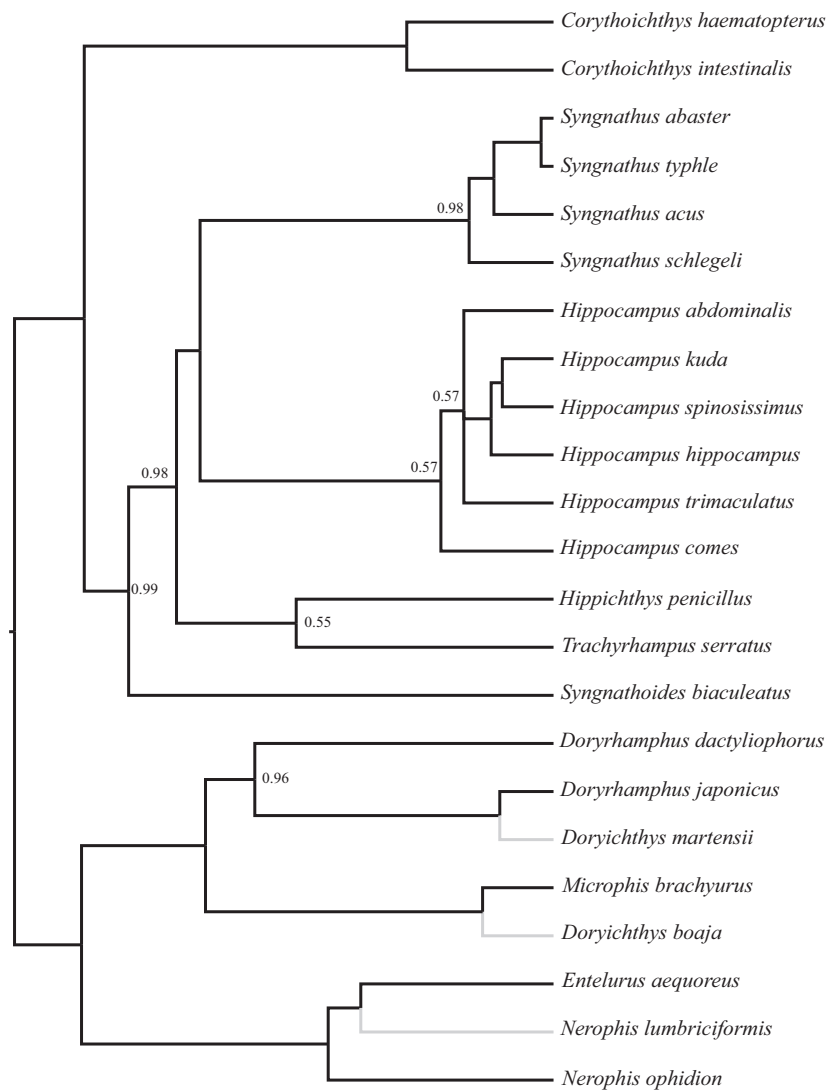 Corythoichthys haematopterus
Corythoichthys intestinalis
Syngnathus abaster
Syngnathus typhle
Syngnathus acus
0.98
Syngnathus schlegeli
Hippocampus abdominalis
Hippocampus kuda
0.57
Hippocampus spinosissimus
Hippocampus hippocampus
0.57
0.98
Hippocampus trimaculatus
Hippocampus comes
0.99
Hippichthys penicillus
0.55
Trachyrhampus serratus
Syngnathoides biaculeatus
Doryrhamphus dactyliophorus
0.96
Doryrhamphus japonicus
Doryichthys martensii
Microphis brachyurus
Doryichthys boaja
Entelurus aequoreus
Nerophis lumbriciformis
Nerophis ophidion